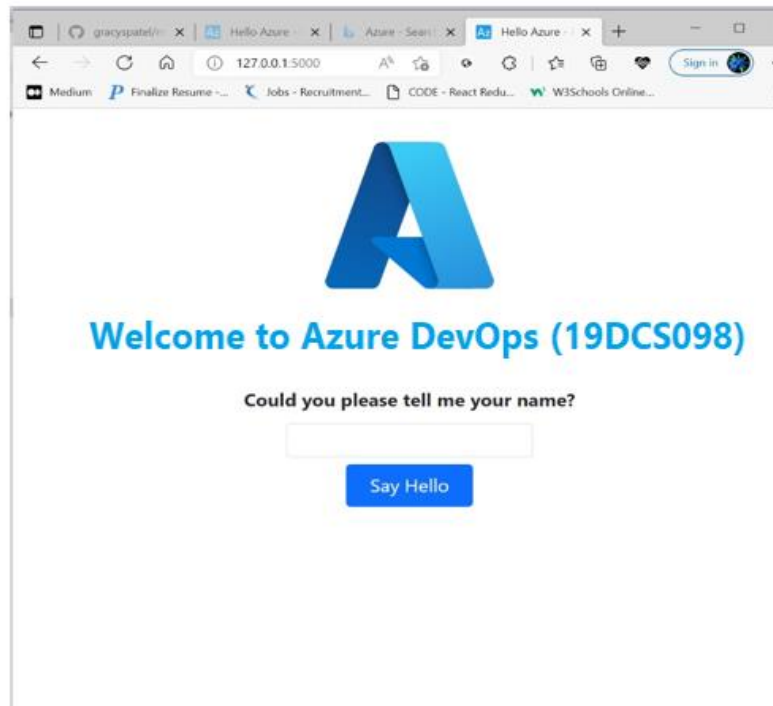 gracyspatel/m
Hello Azure -
Azure - Search
Hello Azure -
127.0.0.1:5000
Sign in
Medium
Finalize Resume -...
Jobs - Recruitment...
CODE - React Redu...
W3Schools Online...
Welcome to Azure DevOps (19DCS098)
Could you please tell me your name?
Say Hello